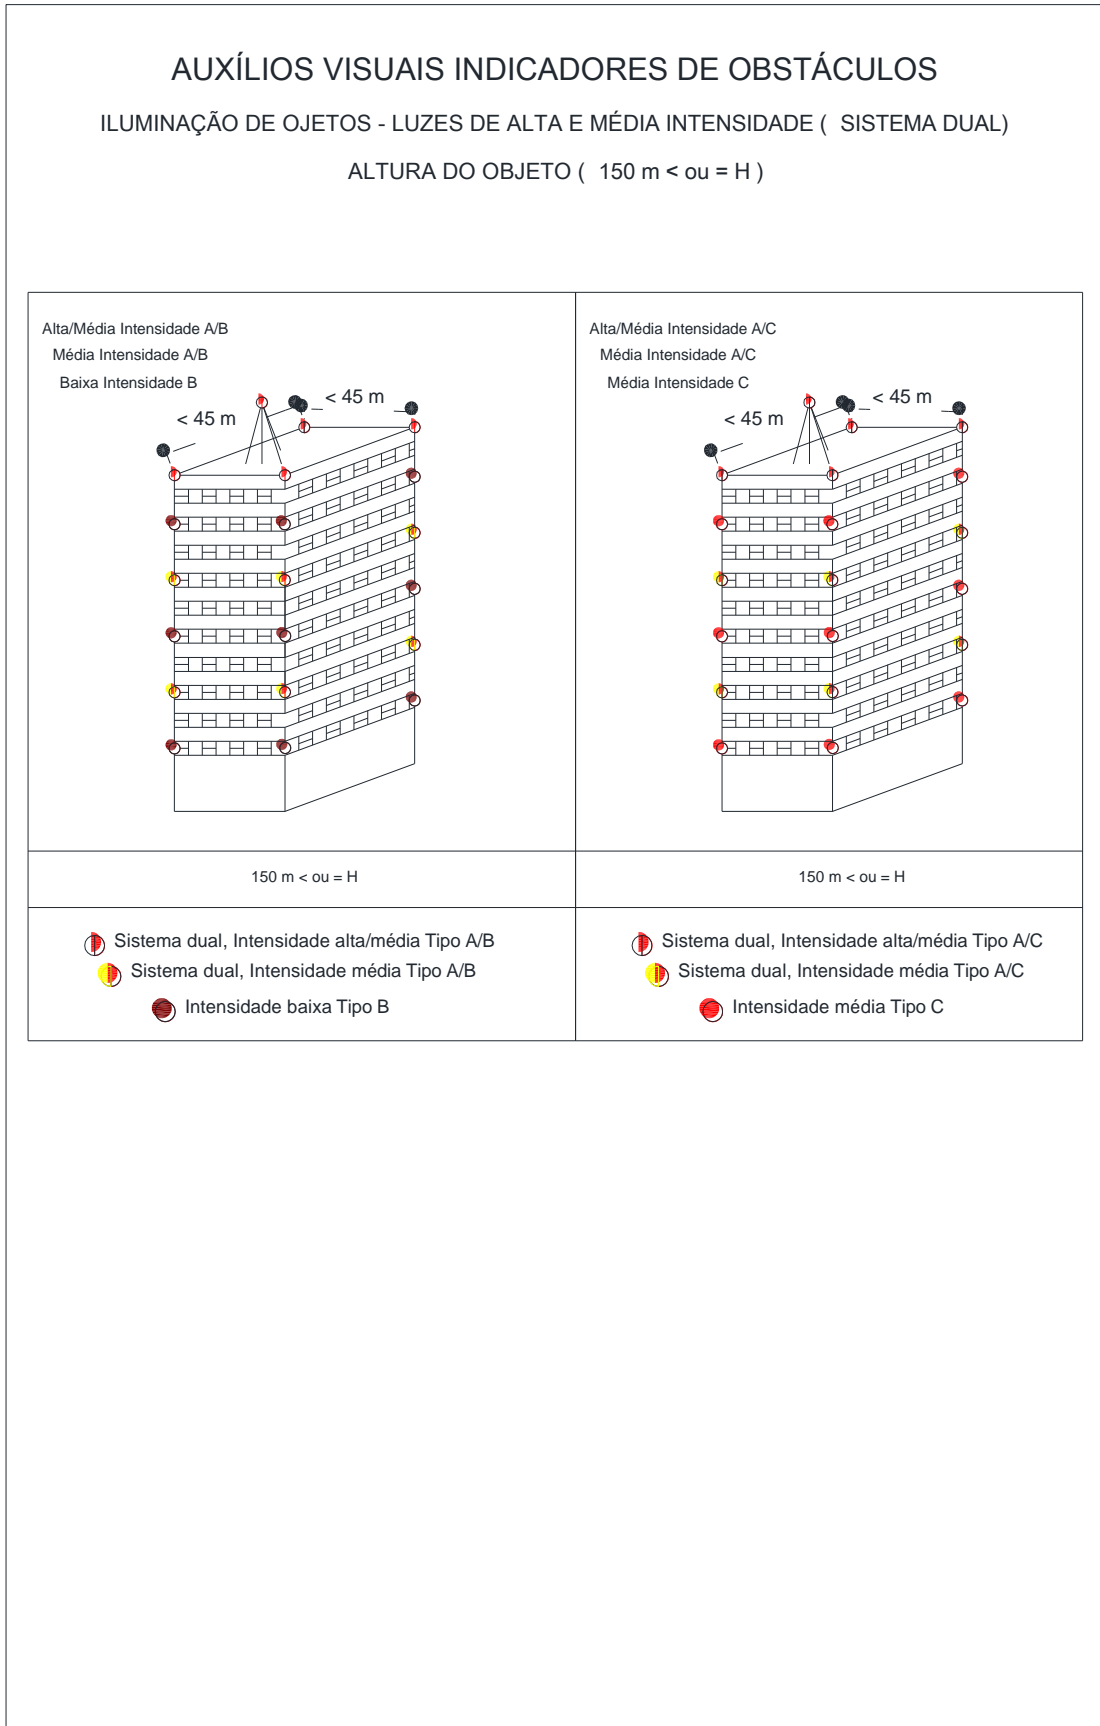 AUXÍLIOS VISUAIS INDICADORES DE OBSTÁCULOS
ILUMINAÇÃO DE OJETOS - LUZES DE ALTA E MÉDIA INTENSIDADE ( SISTEMA DUAL)
ALTURA DO OBJETO ( 150 m < ou = H )
Alta/Média Intensidade A/B
Média Intensidade A/B
Baixa Intensidade B
< 45 m
< 45 m
150 m < ou = H
Sistema dual, Intensidade alta/média Tipo A/B
Sistema dual, Intensidade média Tipo A/B
Intensidade baixa Tipo B
Alta/Média Intensidade A/C
Média Intensidade A/C
Média Intensidade C
< 45 m
< 45 m
150 m < ou = H
Sistema dual, Intensidade alta/média Tipo A/C
Sistema dual, Intensidade média Tipo A/C
Intensidade média Tipo C